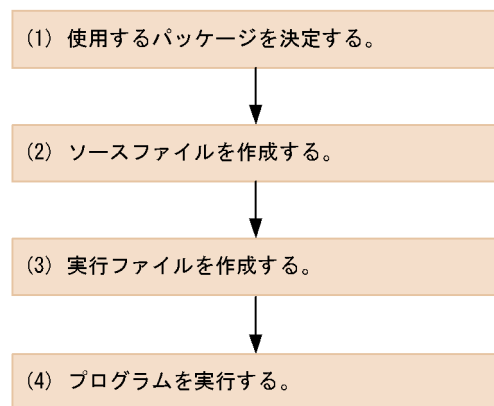 (1) 使用するパッケージを決定する。
(2) ソースファイルを作成する。
(3) 実行ファイルを作成する。
(4) プログラムを実行する。